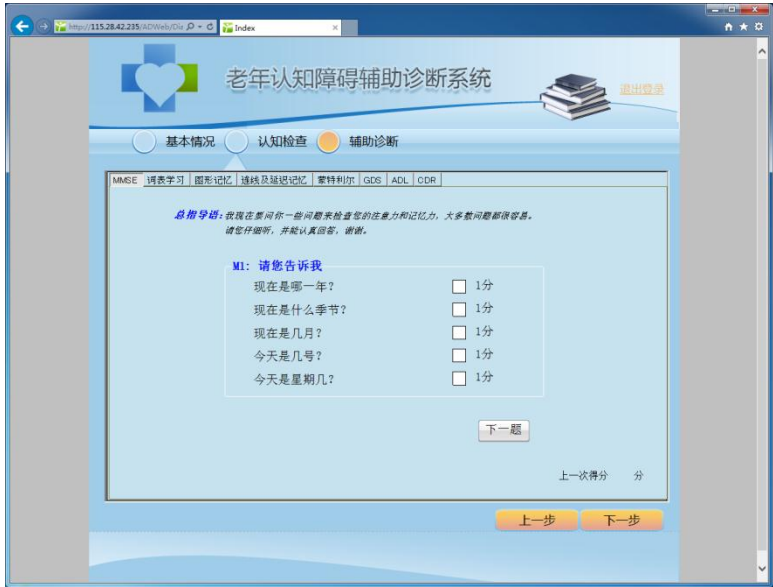 http://115.28.42.235/ADWeb/Dia
Index
老年认知障碍辅助诊断系统
退出登录
基本情况
认知检查
辅助诊断
MMSE 词表学习 图形记忆 连线及延迟记忆 蒙特利尔 GDS ADL CDR
总指导语：我现在要问你一些问题来检查您的注意力和记忆力，大多数问题都很容易。
请您仔细听，并能认真回答，谢谢。
M1: 请您告诉我
现在是哪一年？ 1分
现在是什么季节？ 1分
现在是几月？ 1分
今天是几号？ 1分
今天是星期几？ 1分
下一题
上一次得分 分
上一步 下一步